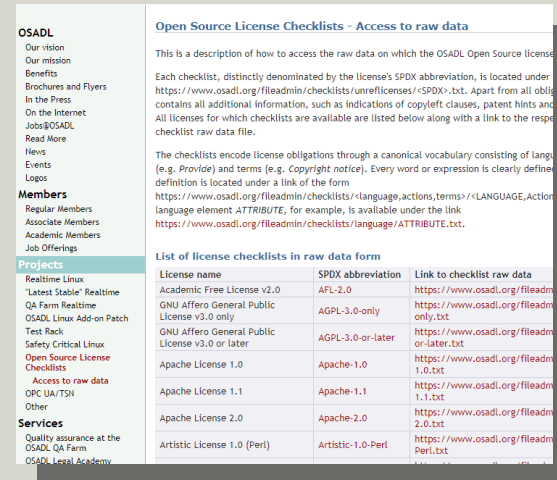 OSADL
Our vision
Our mission
Benefits
Brochures and Flyers
In the Press
On the Internet
Jobs@OSADL
Read More
News
Events
Logos
Members
Regular Members
Associate Members
Academic Members
Job Offerings
Projects
Realtime Linux
"Latest Stable" Realtime
QA Farm Realtime
OSADL Linux Add-on Patch
Test Rack
Safety Critical Linux
Open Source License
Checklists
Access to raw data
OPC UA/TSN
Other
Services
Quality assurance at the
OSADL QA Farm
OSADL Legal Academy
Open Source License Checklists - Access to raw data
This is a description of how to access the raw data on which the OSADL Open Source license
Each checklist, distinctly denominated by the license's SPDX abbreviation, is located under
https://www.osadl.org/fileadmin/checklists/unreflicenses/<SPDX>.txt. Apart from all oblig
contains all additional information, such as indications of copyleft clauses, patent hints and
All licenses for which checklists are available are listed below along with a link to the respe
checklist raw data file.
The checklists encode license obligations through a canonical vocabulary consisting of langu
(e.g. Provide) and terms (e.g. Copyright notice). Every word or expression is clearly define
definition is located under a link of the form
https://www.osadl.org/fileadmin/checklists/<language,actions,terms>/<LANGUAGE,Action
language element ATTRIBUTE, for example, is available under the link
https://www.osadl.org/fileadmin/checklists/language/ATTRIBUTE.txt.
List of license checklists in raw data form
License name SPDX abbreviation Link to checklist raw data
Academic Free License v2.0 AFL-2.0 https://www.osadl.org/fileadm
GNU Affero General Public
License v3.0 only AGPL-3.0-only https://www.osadl.org/fileadm
only.txt
GNU Affero General Public
License v3.0 or later AGPL-3.0-or-later https://www.osadl.org/fileadm
or-later.txt
Apache License 1.0 Apache-1.0 https://www.osadl.org/fileadm
1.0.txt
Apache License 1.1 Apache-1.1 https://www.osadl.org/fileadm
1.1.txt
Apache License 2.0 Apache-2.0 https://www.osadl.org/fileadm
2.0.txt
Artistic License 1.0 (Perl) Artistic-1.0-Perl https://www.osadl.org/fileadm
Perl.txt